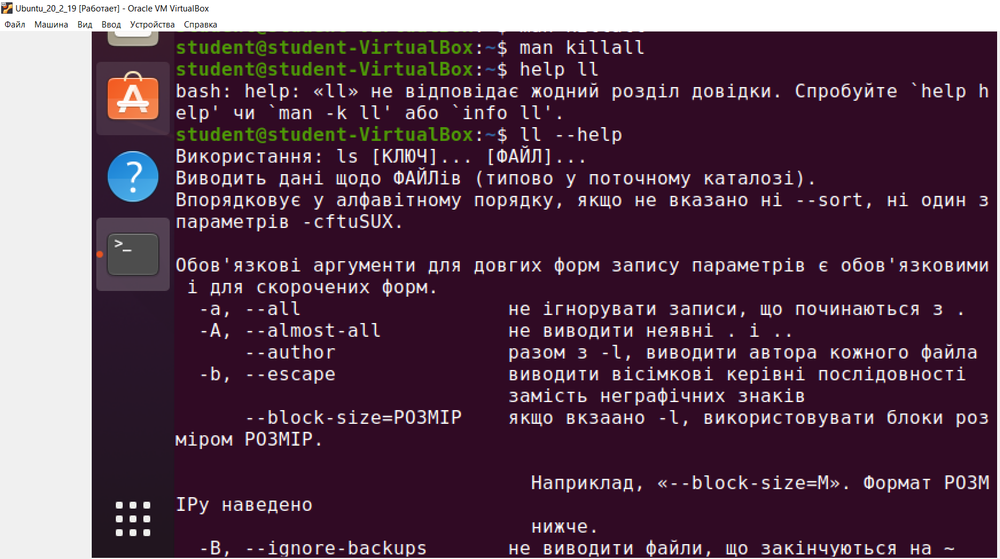 Ubuntu_20_2_19 [Работает] - Oracle VM VirtualBox
Файл Машина Вид Ввод Устройства Справка
student@student-VirtualBox:~$ man killall
student@student-VirtualBox:~$ help ll
bash: help: «ll» не відповідає жодний розділ довідки. Спробуйте `help h
elp' чи `man -k ll' або `info ll'.
student@student-VirtualBox:~$ ll --help
Використання: ls [КЛЮЧ]... [ФАЙЛ]...
Виводить дані щодо ФАЙЛів (типово у поточному каталозі).
Впорядковує у алфавітному порядку, якщо не вказано ні --sort, ні один з
параметрів -cftuSUX.
Обов'язкові аргументи для довгих форм запису параметрів є обов'язковими
і для скорочених форм.
-a, --all не ігнорувати записи, що починаються з .
-A, --almost-all не виводити неявні . і ..
--author разом з -l, виводити автора кожного файла
-b, --escape виводити вісімкові керівні послідовності
замість неграфічних знаків
--block-size=РОЗМІР якщо вкзаано -l, використовувати блоки роз
міром РОЗМІР.
Наприклад, «--block-size=M». Формат РОЗМ
ІРу наведено
нижче.
-B, --ignore-backups не виводити файли, що закінчуються на ~